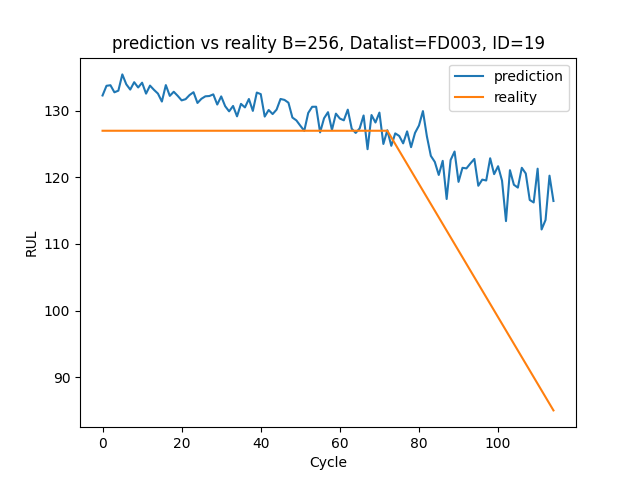 prediction vs reality B=256, Datalist=FD003, ID=19
prediction
reality
RUL
130
120
110
100
90
0 20 40 60 80 100
Cycle